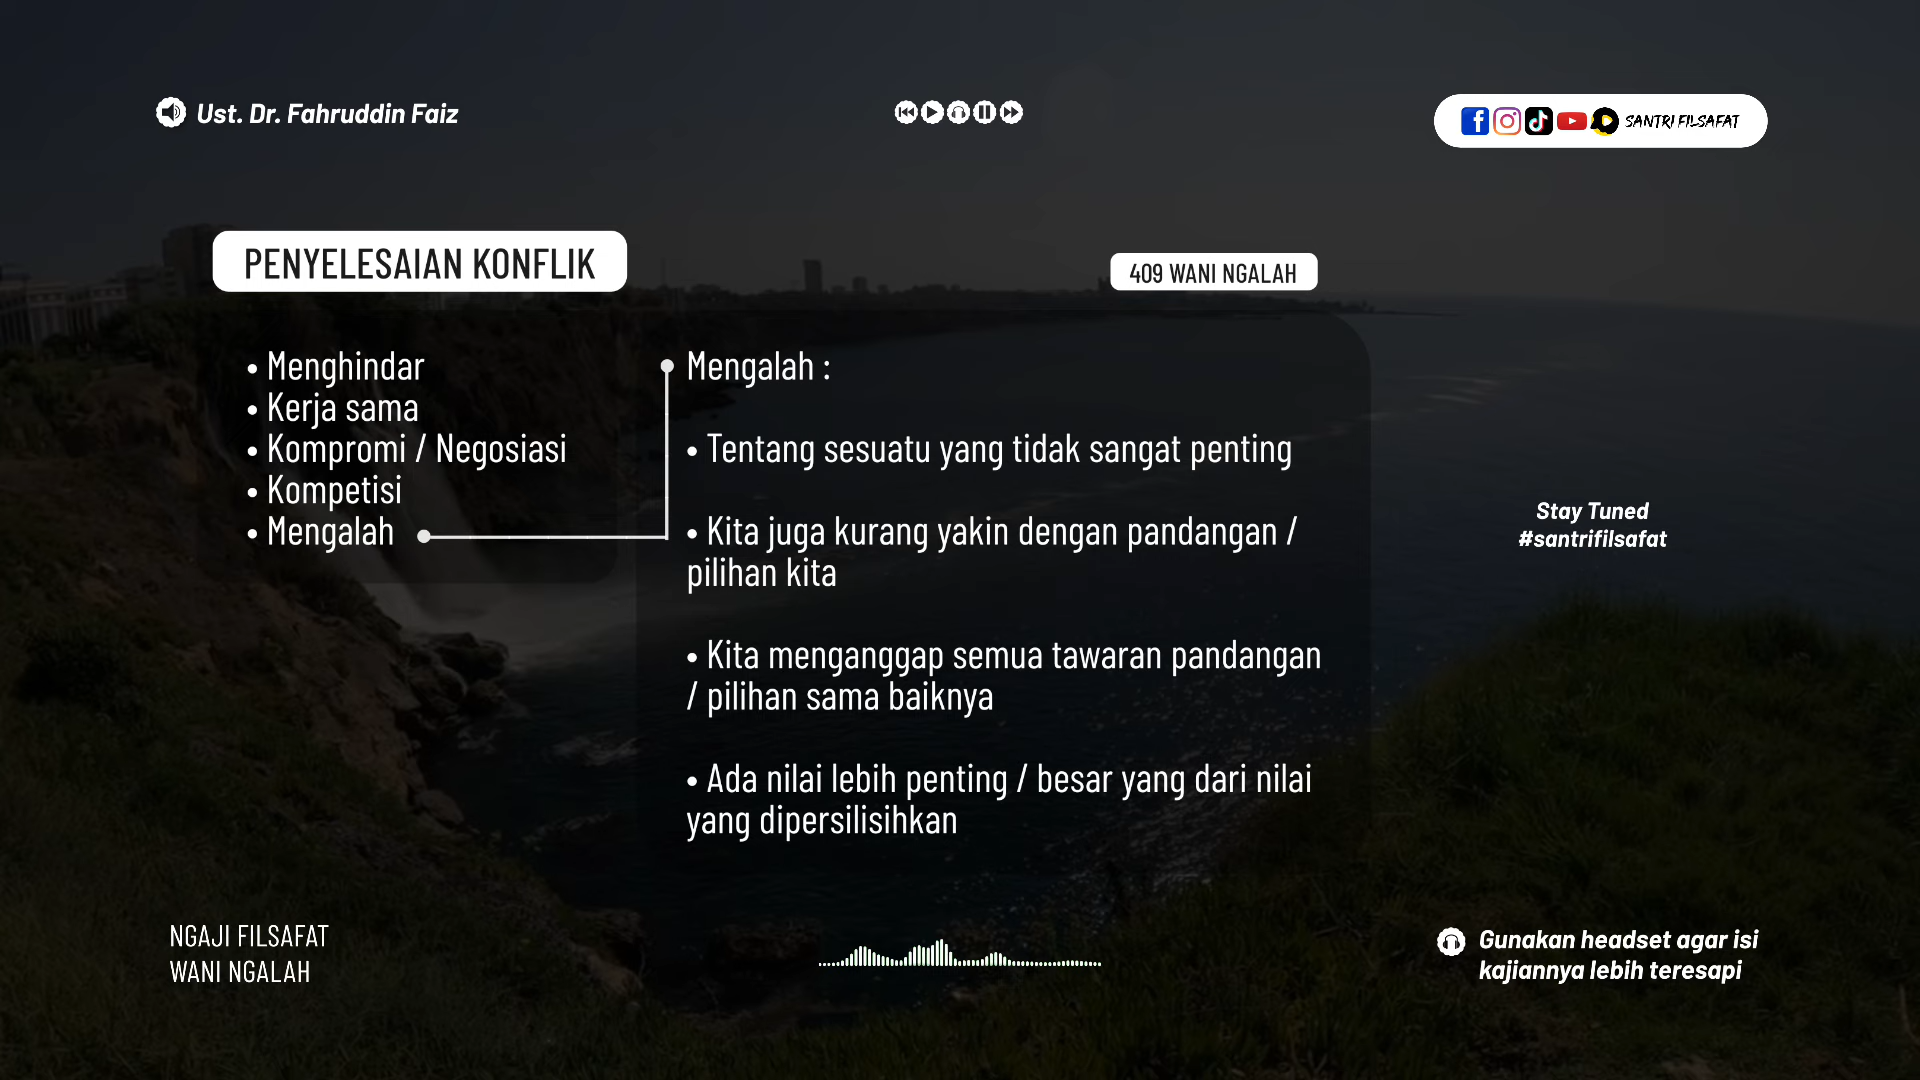 Ust. Dr. Fahruddin Faiz
SANTRI FILSAFAT
PENYELESAIAN KONFLIK
409 WANI NGALAH
• Menghindar
• Kerja sama
• Kompromi / Negosiasi
• Kompetisi
• Mengalah
Mengalah :
• Tentang sesuatu yang tidak sangat penting
• Kita juga kurang yakin dengan pandangan /
pilihan kita
• Kita menganggap semua tawaran pandangan
/ pilihan sama baiknya
• Ada nilai lebih penting / besar yang dari nilai
yang dipersilisihkan
Stay Tuned
#santrifilsafat
NGAJI FILSAFAT
WANI NGALAH
Gunakan headset agar isi
kajiannya lebih teresapi